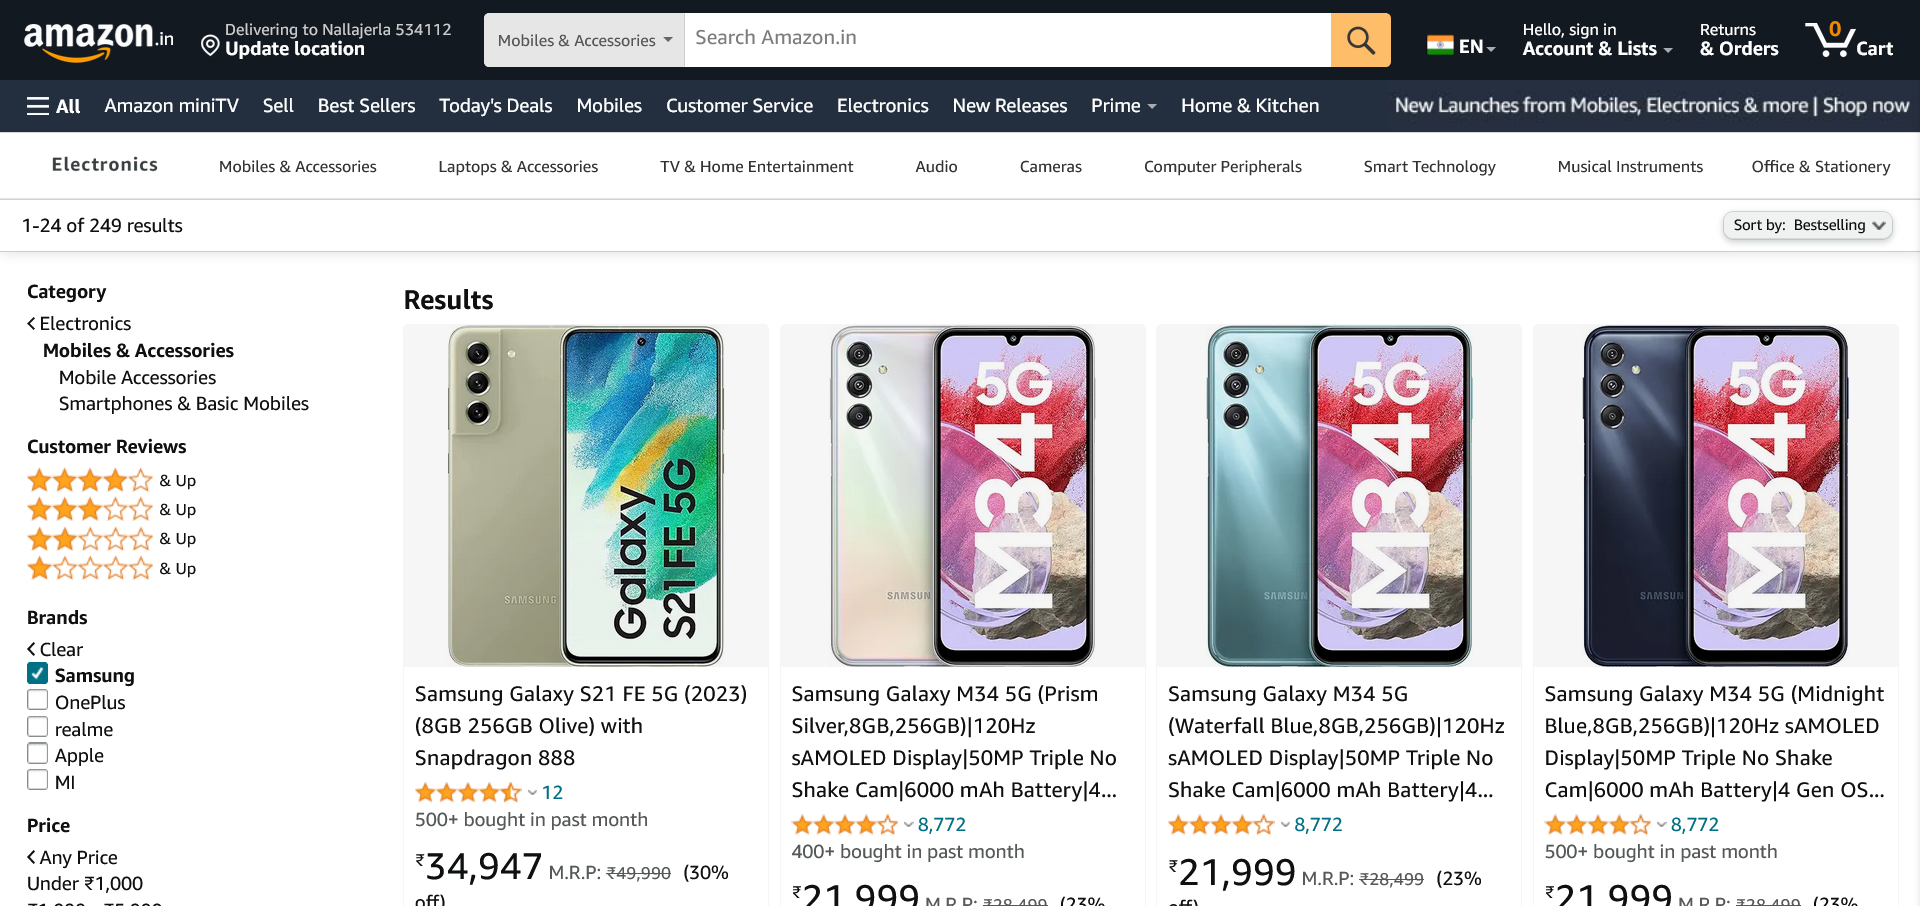 amazon.in
Delivering to Nallajerla 534112
Update location
Mobiles & Accessories
Search Amazon.in
EN
Hello, sign in
Account & Lists
Returns
& Orders
0
Cart
All
Amazon miniTV
Sell
Best Sellers
Today's Deals
Mobiles
Customer Service
Electronics
New Releases
Prime
Home & Kitchen
New Launches from Mobiles, Electronics & more | Shop now
Electronics
Mobiles & Accessories
Laptops & Accessories
TV & Home Entertainment
Audio
Cameras
Computer Peripherals
Smart Technology
Musical Instruments
Office & Stationery
1-24 of 249 results
Sort by: Bestselling
Category
Electronics
Mobiles & Accessories
Mobile Accessories
Smartphones & Basic Mobiles
Customer Reviews
& Up
& Up
& Up
& Up
Brands
Clear
Samsung
OnePlus
realme
Apple
MI
Price
Any Price
Under ₹1,000
Results
SAMSUNG
Galaxy
S21 FE 5G
Samsung Galaxy S21 FE 5G (2023)
(8GB 256GB Olive) with
Snapdragon 888
12
500+ bought in past month
₹34,947 M.R.P: ₹49,990 (30%
off)
SAMSUN
5G
M34
Samsung Galaxy M34 5G (Prism
Silver,8GB,256GB)|120Hz
sAMOLED Display|50MP Triple No
Shake Cam|6000 mAh Battery|4...
8,772
400+ bought in past month
₹21,999 M.R.P: ₹28,499 (23%
SAMSUN
5G
M34
Samsung Galaxy M34 5G
(Waterfall Blue,8GB,256GB)|120Hz
sAMOLED Display|50MP Triple No
Shake Cam|6000 mAh Battery|4...
8,772
₹21,999 M.R.P: ₹28,499 (23%
off)
SAMSUN
5G
M34
Samsung Galaxy M34 5G (Midnight
Blue,8GB,256GB)|120Hz sAMOLED
Display|50MP Triple No Shake
Cam|6000 mAh Battery|4 Gen OS...
8,772
500+ bought in past month
₹21,999 M.R.P: ₹28,499 (23%